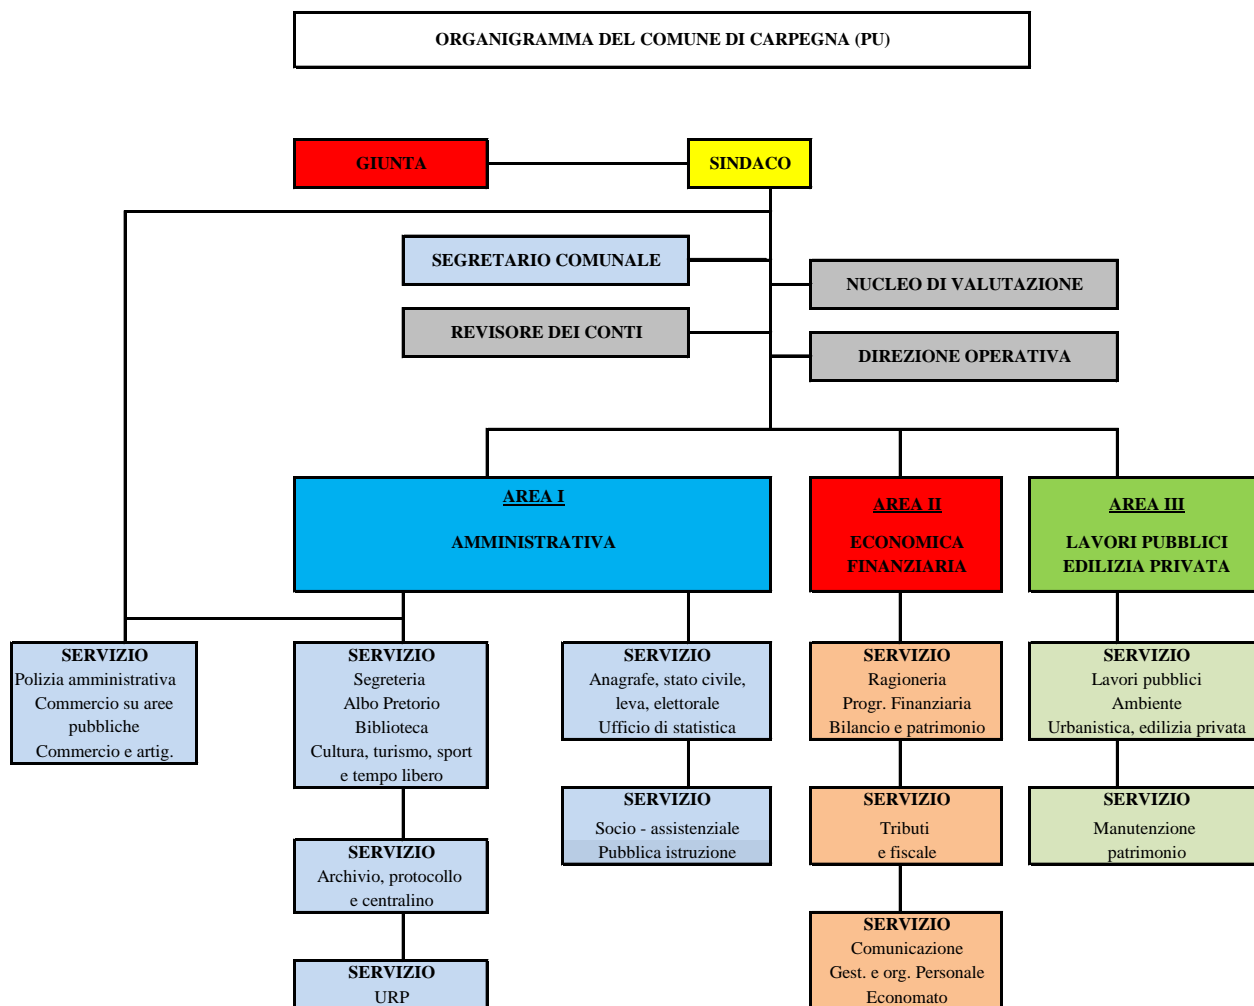 ORGANIGRAMMA DEL COMUNE DI CARPEGNA (PU)
GIUNTA
SINDACO
SEGRETARIO COMUNALE
NUCLEO DI VALUTAZIONE
REVISORE DEI CONTI
DIREZIONE OPERATIVA
AREA I
AMMINISTRATIVA
AREA II
ECONOMICA
FINANZIARIA
AREA III
LAVORI PUBBLICI
EDILIZIA PRIVATA
SERVIZIO
Polizia amministrativa
Commercio su aree
pubbliche
Commercio e artig.
SERVIZIO
Segreteria
Albo Pretorio
Biblioteca
Cultura, turismo, sport
e tempo libero
SERVIZIO
Archivio, protocollo
e centralino
SERVIZIO
URP
SERVIZIO
Anagrafe, stato civile,
leva, elettorale
Ufficio di statistica
SERVIZIO
Socio - assistenziale
Pubblica istruzione
SERVIZIO
Ragioneria
Progr. Finanziaria
Bilancio e patrimonio
SERVIZIO
Tributi
e fiscale
SERVIZIO
Comunicazione
Gest. e org. Personale
Economato
SERVIZIO
Lavori pubblici
Ambiente
Urbanistica, edilizia privata
SERVIZIO
Manutenzione
patrimonio